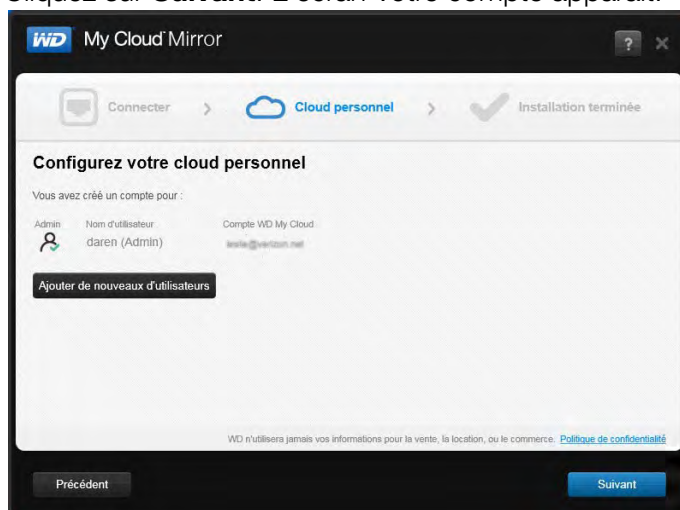 Cliquez sur Suivant. L'écran Votre compte apparaît.
WD My Cloud Mirror
?
Connecter > Cloud personnel > Installation terminée
Configurez votre cloud personnel
Vous avez créé un compte pour :
Admin Nom d'utilisateur Compte WD My Cloud
daren (Admin)
Ajouter de nouveaux d'utilisateurs
WD n'utilisera jamais vos informations pour la vente, la location, ou le commerce. Politique de confidentialité
Précédent Suivant